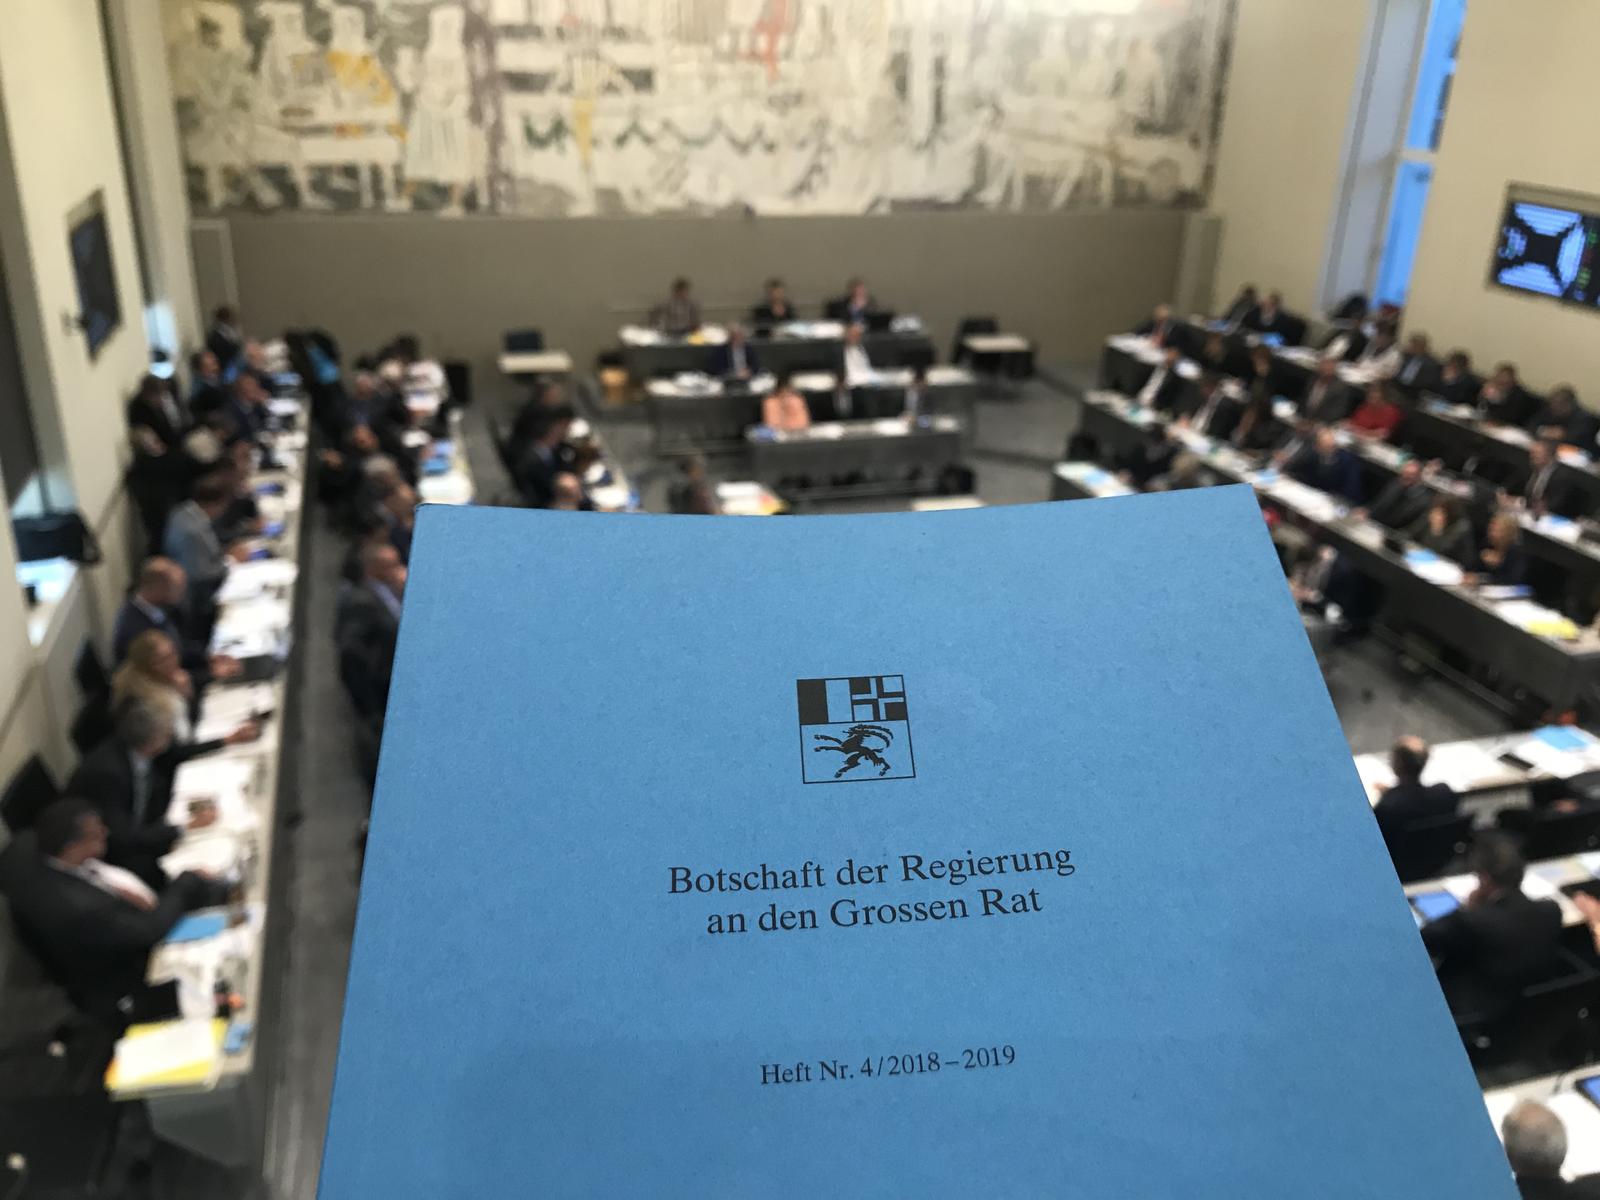 Botschaft der Regierung
an den Grossen Rat
Heft Nr. 4/2018–2019